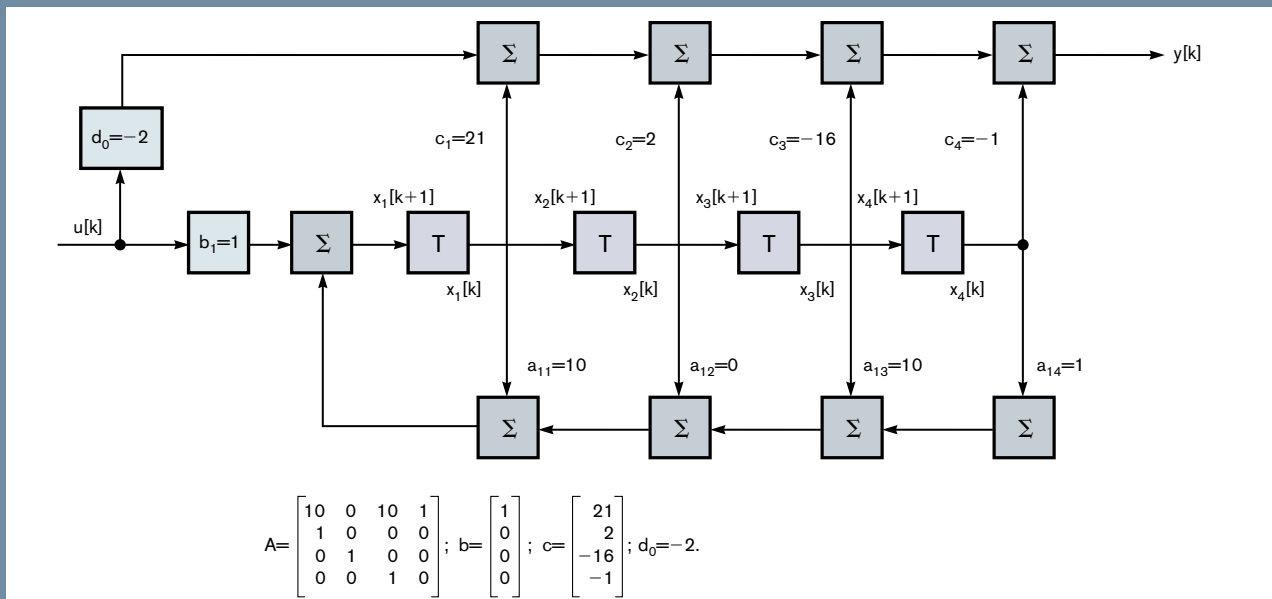 Σ Σ Σ Σ y[k]
d₀=−2 c₁=21 c₂=2 c₃=−16 c₄=−1
x₁[k+1] x₂[k+1] x₃[k+1] x₄[k+1]
u[k] b₁=1 Σ T T T T
x₁[k] x₂[k] x₃[k] x₄[k]
a₁₁=10 a₁₂=0 a₁₃=10 a₁₄=1
Σ Σ Σ Σ
10 0 10 1 1 21
1 0 0 0 0 2
A= ; b= ; c= ; d₀=−2.
0 1 0 0 0 −16
0 0 1 0 0 −1